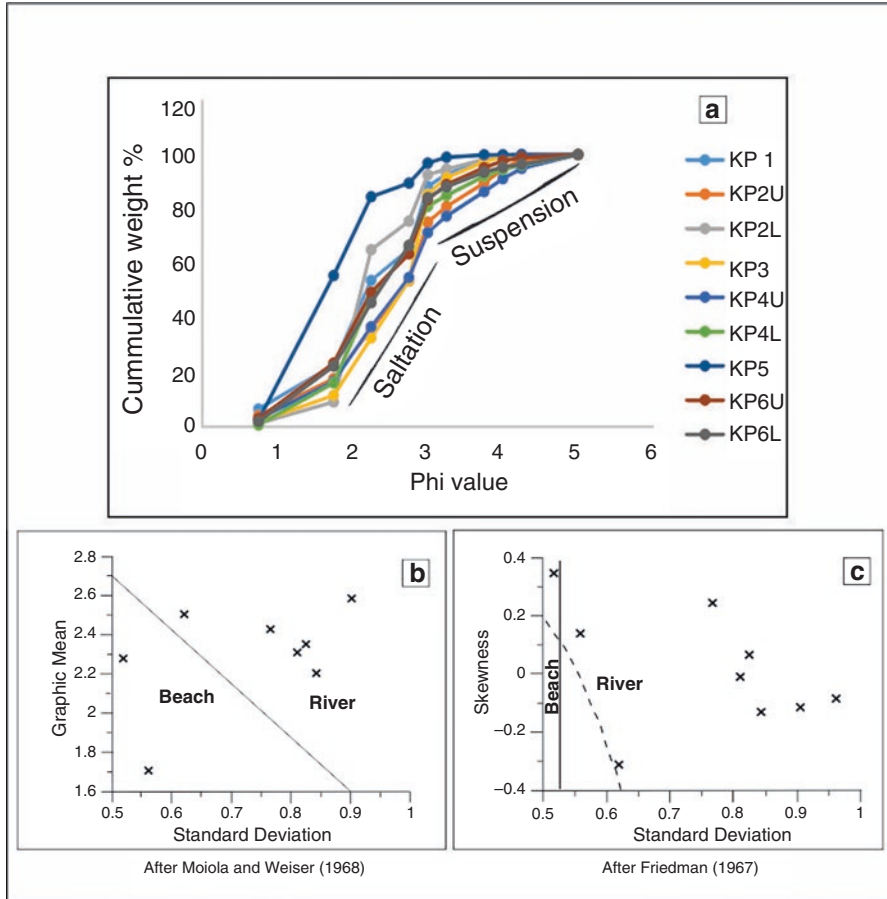 a
Cummulative weight %
120
100
80
60
40
20
0
0 1 2 3 4 5 6
Phi value
Saltation
Suspension
KP 1
KP2U
KP2L
KP3
KP4U
KP4L
KP5
KP6U
KP6L
b
Graphic Mean
2.8
2.6
2.4
2.2
2
1.8
1.6
Beach
River
0.5 0.6 0.7 0.8 0.9 1
Standard Deviation
After Moiola and Weiser (1968)
c
Skewness
0.4
0.2
0
−0.2
−0.4
Beach
River
0.5 0.6 0.7 0.8 0.9 1
Standard Deviation
After Friedman (1967)